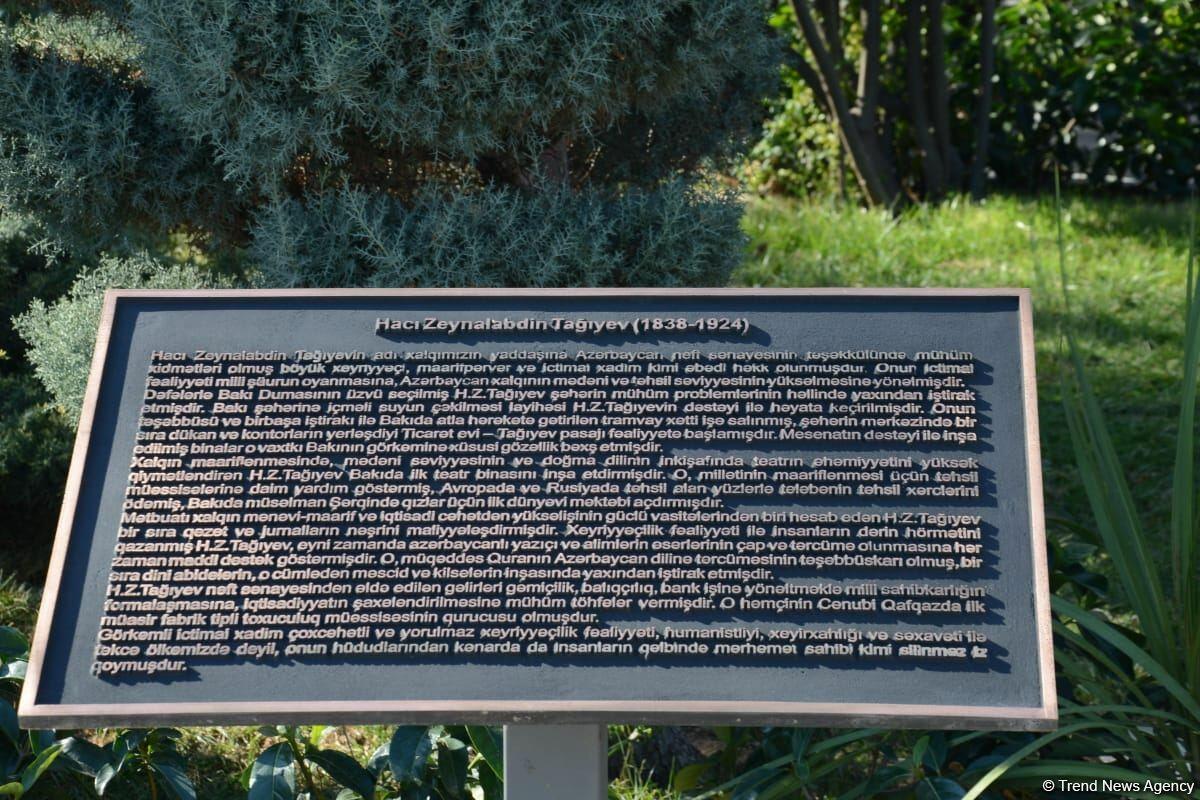 Hacı Zeynalabdin Tağıyev (1838-1924)
Hacı Zeynalabdin Tağıyevin adı xalqımızın yaddaşına Azərbaycan neft sənayesinin təşəkkülündə mühüm
xidmətləri olmuş böyük xeyriyyəçi, maarifpərvər və ictimai xadim kimi əbədi həkk olunmuşdur. Onun ictimai
fəaliyyəti milli şüurun oyanmasına, Azərbaycan xalqının mədəni və təhsil səviyyəsinin yüksəlməsinə yönəlmişdir.
Dəfələrlə Bakı Dumasının üzvü seçilmiş H.Z.Tağıyev şəhərin mühüm problemlərinin həllində yaxından iştirak
etmişdir. Bakı şəhərinə içməli suyun çəkilməsi layihəsi H.Z.Tağıyevin dəstəyi ilə həyata keçirilmişdir. Onun
təşəbbüsü və birbaşa iştirakı ilə Bakıda atla hərəkətə gətirilən tramvay xətti işə salınmış, şəhərin mərkəzində bir
sıra dükan və kontorların yerləşdiyi Ticarət evi – Tağıyev pasajı fəaliyyətə başlamışdır. Mesenatın dəstəyi ilə inşa
edilmiş binalar o vaxtkı Bakının görkəminə xüsusi gözəllik bəxş etmişdi.
Xalqın maariflənməsində, mədəni səviyyəsinin və doğma dilinin inkişafında teatrın əhəmiyyətini yüksək
qiymətləndirən H.Z.Tağıyev Bakıda ilk teatr binasını inşa etdirmişdi. O, millətinin maariflənməsi üçün təhsil
müəssisələrinə daim yardım göstərmiş, Avropada və Rusiyada təhsil alan yüzlərlə tələbənin təhsil xərclərini
ödəmiş, Bakıda müsəlman Şərqində qızlar üçün ilk dünyəvi məktəbi açdırmışdı.
Mətbuatı xalqın mənəvi-maarif və iqtisadi cəhətdən yüksəlişinin güclü vasitələrindən biri hesab edən H.Z.Tağıyev
bir sıra qəzet və jurnalların nəşrini maliyyələşdirmişdi. Xeyriyyəçilik fəaliyyəti ilə insanların dərin hörmətini
qazanmış H.Z.Tağıyev, eyni zamanda azərbaycanlı yazıçı və alimlərin əsərlərinin çap və tərcümə olunmasına hər
zaman maddi dəstək göstərmişdi. O, müqəddəs Quranın Azərbaycan dilinə tərcüməsinin təşəbbüskarı olmuş, bir
sıra dini abidələrin, o cümlədən məscid və kilsələrin inşasında yaxından iştirak etmişdi.
H.Z.Tağıyev neft sənayesindən əldə edilən gəlirləri gəmiçilik, balıqçılıq, bank işinə yönəltməklə milli sahibkarlığın
formalaşmasına, iqtisadiyyatın şaxələndirilməsinə mühüm töhfələr vermişdi. O həmçinin Cənubi Qafqazda ilk
müasir fabrik tipli toxuculuq müəssisəsinin qurucusu olmuşdur.
Görkəmli ictimai xadim çoxcəhətli və yorulmaz xeyriyyəçilik fəaliyyəti, humanistliyi, xeyirxahlığı və səxavəti ilə
təkcə ölkəmizdə deyil, onun hüdudlarından kənarda da insanların qəlbində mərhəmət sahibi kimi silinməz iz
qoymuşdur.
© Trend News Agency